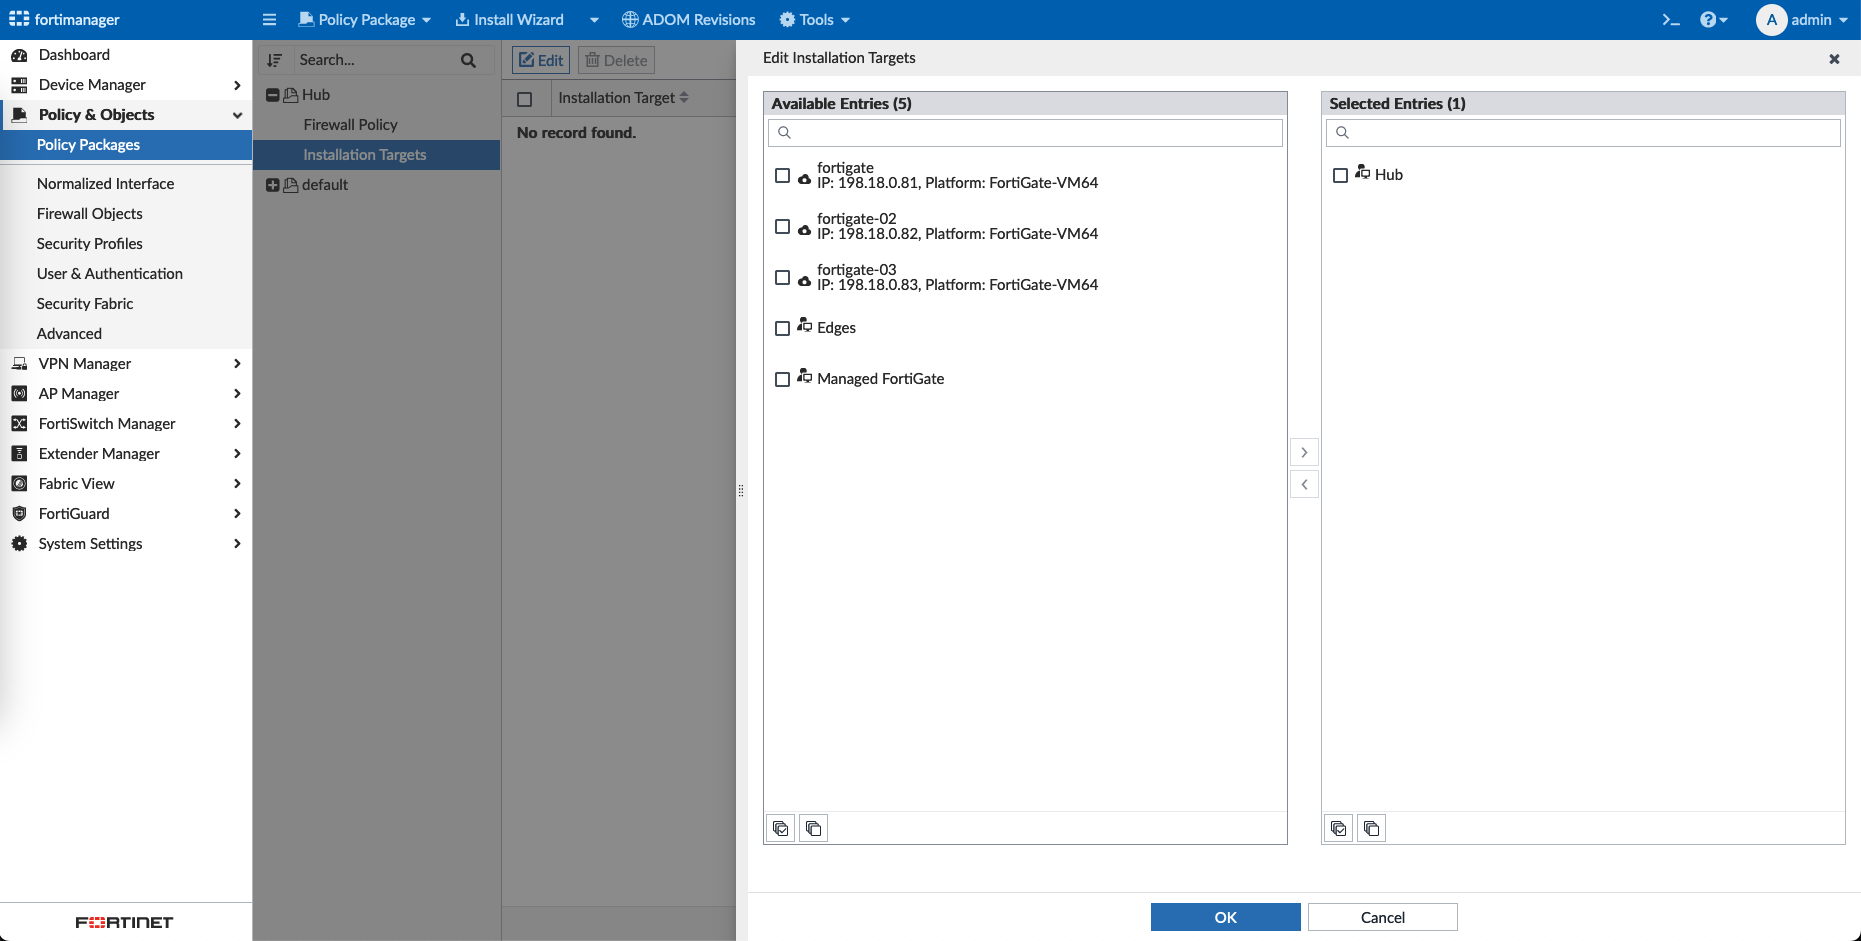 fortimanager
Policy Package
Install Wizard
ADOM Revisions
Tools
>_
?
A
admin
Dashboard
Device Manager
Policy & Objects
Policy Packages
Normalized Interface
Firewall Objects
Security Profiles
User & Authentication
Security Fabric
Advanced
VPN Manager
AP Manager
FortiSwitch Manager
Extender Manager
Fabric View
FortiGuard
System Settings
FORTINET
Search...
Hub
Firewall Policy
Installation Targets
default
Edit
Delete
Installation Target
No record found.
Edit Installation Targets
Available Entries (5)
fortigate
IP: 198.18.0.81, Platform: FortiGate-VM64
fortigate-02
IP: 198.18.0.82, Platform: FortiGate-VM64
fortigate-03
IP: 198.18.0.83, Platform: FortiGate-VM64
Edges
Managed FortiGate
Selected Entries (1)
Hub
OK
Cancel